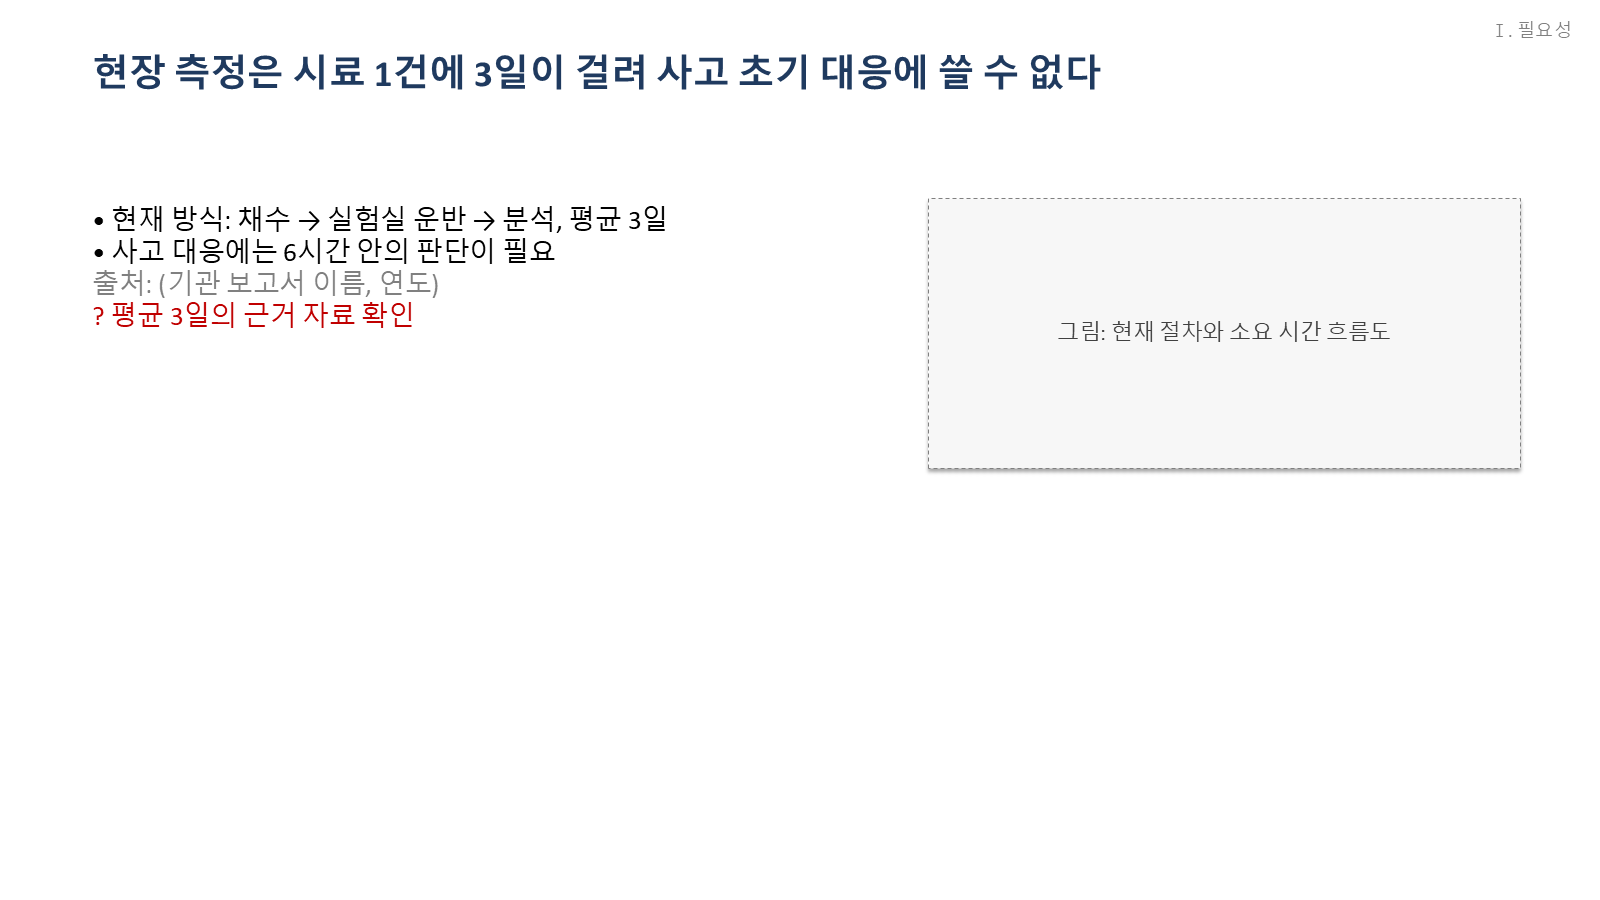 Ⅰ. 필요성
현장 측정은 시료 1건에 3일이 걸려 사고 초기 대응에 쓸 수 없다
• 현재 방식: 채수 → 실험실 운반 → 분석, 평균 3일
• 사고 대응에는 6시간 안의 판단이 필요
출처: (기관 보고서 이름, 연도)
? 평균 3일의 근거 자료 확인
그림: 현재 절차와 소요 시간 흐름도